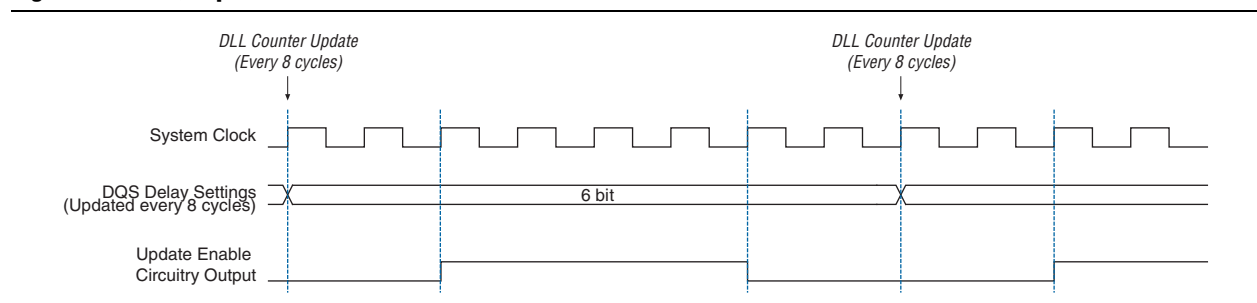 DLL Counter Update
(Every 8 cycles)
DLL Counter Update
(Every 8 cycles)
System Clock
DQS Delay Settings
(Updated every 8 cycles)
6 bit
Update Enable
Circuitry Output